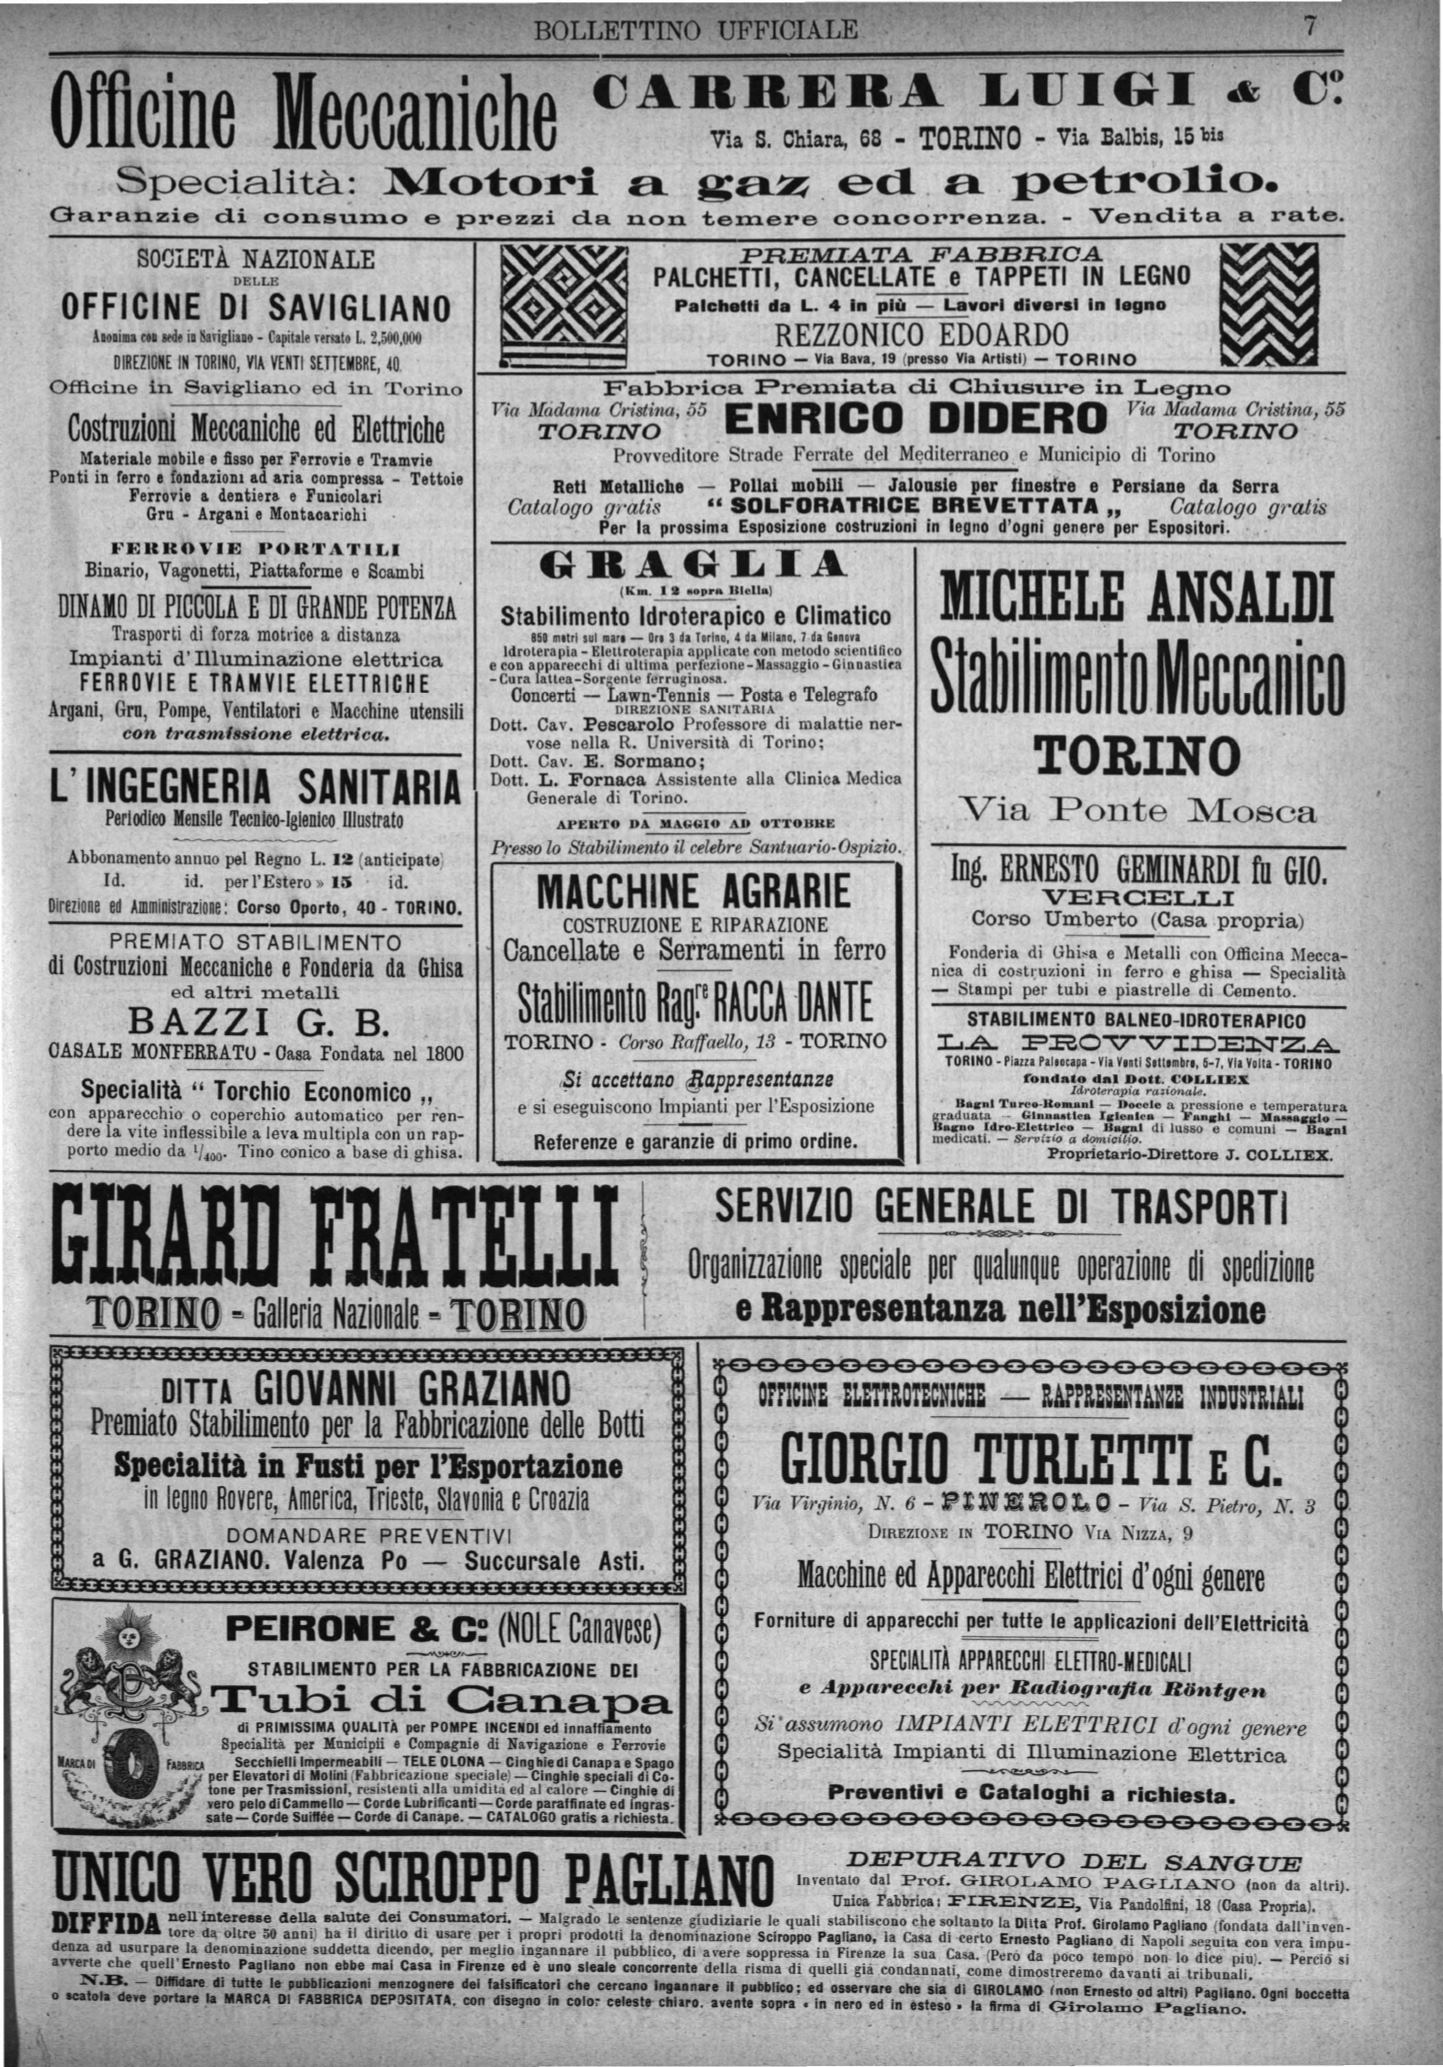 BOLLETTINO UFFICIALE 7
Officine Meccaniche CARRERA LUIGI & Cº.
Via S. Chiara, 68 - TORINO - Via Balbis, 15 bis
Specialità: Motori a gaz ed a petrolio.
Garanzie di consumo e prezzi da non temere concorrenza. - Vendita a rate.
SOCIETÀ NAZIONALE
DELLE
OFFICINE DI SAVIGLIANO
Anonima con sede in Savigliano - Capitale versato L. 2,500,000
DIREZIONE IN TORINO, VIA VENTI SETTEMBRE, 40
Officine in Savigliano ed in Torino
Costruzioni Meccaniche ed Elettriche
Materiale mobile e fisso per Ferrovie e Tramvie
Ponti in ferro e fondazioni ad aria compressa - Tettoie
Ferrovie a dentiera e Funicolari
Gru - Argani e Montacarichi
FERROVIE PORTATILI
Binario, Vagonetti, Piattaforme e Scambi
DINAMO DI PICCOLA E DI GRANDE POTENZA
Trasporti di forza motrice a distanza
Impianti d'Illuminazione elettrica
FERROVIE E TRAMVIE ELETTRICHE
Argani, Gru, Pompe, Ventilatori e Macchine utensili
con trasmissione elettrica.
L'INGEGNERIA SANITARIA
Periodico Mensile Tecnico-Igienico Illustrato
Abbonamento annuo pel Regno L. 12 (anticipate)
Id. id. per l'Estero » 15 id.
Direzione ed Amministrazione: Corso Oporto, 40 - TORINO.
PREMIATO STABILIMENTO
di Costruzioni Meccaniche e Fonderia da Ghisa
ed altri metalli
BAZZI G. B.
CASALE MONFERRATO - Casa Fondata nel 1800
Specialità " Torchio Economico „
con apparecchio o coperchio automatico per ren-
dere la vite inflessibile a leva multipla con un rap-
porto medio da 1/400. Tino conico a base di ghisa.
PREMIATA FABBRICA
PALCHETTI, CANCELLATE e TAPPETI IN LEGNO
Palchetti da L. 4 in più — Lavori diversi in legno
REZZONICO EDOARDO
TORINO — Via Bava, 19 (presso Via Artisti) — TORINO
Fabbrica Premiata di Chiusure in Legno
Via Madama Cristina, 55 ENRICO DIDERO Via Madama Cristina, 55
TORINO TORINO
Provveditore Strade Ferrate del Mediterraneo e Municipio di Torino
Reti Metalliche — Pollai mobili — Jalousie per finestre e Persiane da Serra
Catalogo gratis " SOLFORATRICE BREVETTATA „ Catalogo gratis
Per la prossima Esposizione costruzioni in legno d'ogni genere per Espositori.
GRAGLIA
(Km. 12 sopra Biella)
Stabilimento Idroterapico e Climatico
850 metri sul mare — Ore 3 da Torino, 4 da Milano, 7 da Genova
Idroterapia - Elettroterapia applicate con metodo scientifico
e con apparecchi di ultima perfezione - Massaggio - Ginnastica
- Cura lattea - Sorgente ferruginosa.
Concerti — Lawn-Tennis — Posta e Telegrafo
DIREZIONE SANITARIA
Dott. Cav. Pescarolo Professore di malattie ner-
vose nella R. Università di Torino;
Dott. Cav. E. Sormano;
Dott. L. Fornaca Assistente alla Clinica Medica
Generale di Torino.
APERTO DA MAGGIO AD OTTOBRE
Presso lo Stabilimento il celebre Santuario-Ospizio.
MACCHINE AGRARIE
COSTRUZIONE E RIPARAZIONE
Cancellate e Serramenti in ferro
Stabilimento Rag.re RACCA DANTE
TORINO - Corso Raffaello, 13 - TORINO
Si accettano Rappresentanze
e si eseguiscono Impianti per l'Esposizione
Referenze e garanzie di primo ordine.
MICHELE ANSALDI
Stabilimento Meccanico
TORINO
Via Ponte Mosca
Ing. ERNESTO GEMINARDI fu GIO.
VERCELLI
Corso Umberto (Casa propria)
Fonderia di Ghisa e Metalli con Officina Mecca-
nica di costruzioni in ferro e ghisa — Specialità
— Stampi per tubi e piastrelle di Cemento.
STABILIMENTO BALNEO-IDROTERAPICO
LA PROVVIDENZA
TORINO - Piazza Paleocapa - Via Venti Settembre, 5-7, Via Volta - TORINO
fondato dal Dott. COLLIEX
Idroterapia razionale.
Bagni Turco-Romani — Doccie a pressione e temperatura
graduata — Ginnastica Igienica — Fanghi — Massaggio —
Bagno Idro-Elettrico — Bagni di lusso e comuni — Bagni
medicati. — Servizio a domicilio.
Proprietario-Direttore J. COLLIEX.
GIRARD FRATELLI
TORINO - Galleria Nazionale - TORINO
SERVIZIO GENERALE DI TRASPORTI
Organizzazione speciale per qualunque operazione di spedizione
e Rappresentanza nell'Esposizione
DITTA GIOVANNI GRAZIANO
Premiato Stabilimento per la Fabbricazione delle Botti
Specialità in Fusti per l'Esportazione
in legno Rovere, America, Trieste, Slavonia e Croazia
DOMANDARE PREVENTIVI
a G. GRAZIANO. Valenza Po — Succursale Asti.
PEIRONE & Cº. (NOLE Canavese)
STABILIMENTO PER LA FABBRICAZIONE DEI
Tubi di Canapa
di PRIMISSIMA QUALITÀ per POMPE INCENDI ed innaffiamento
Specialità per Municipii e Compagnie di Navigazione e Ferrovie
MARCA DI FABBRICA
Secchielli Impermeabili — TELE OLONA — Cinghie di Canapa e Spago
per Elevatori di Molini (Fabbricazione speciale) — Cinghie speciali di Co-
tone per Trasmissioni, resistenti alla umidità ed al calore — Cinghie di
vero pelo di Cammello — Corde Lubrificanti — Corde paraffinate ed ingras-
sate — Corde Suiffée — Corde di Canape. — CATALOGO gratis a richiesta.
OFFICINE ELETTROTECNICHE — RAPPRESENTANZE INDUSTRIALI
GIORGIO TURLETTI E C.
Via Virginio, N. 6 - PINEROLO - Via S. Pietro, N. 3
DIREZIONE IN TORINO VIA NIZZA, 9
Macchine ed Apparecchi Elettrici d'ogni genere
Forniture di apparecchi per tutte le applicazioni dell'Elettricità
SPECIALITÀ APPARECCHI ELETTRO-MEDICALI
e Apparecchi per Radiografia Röntgen
Si assumono IMPIANTI ELETTRICI d'ogni genere
Specialità Impianti di Illuminazione Elettrica
Preventivi e Cataloghi a richiesta.
UNICO VERO SCIROPPO PAGLIANO
DEPURATIVO DEL SANGUE
Inventato dal Prof. GIROLAMO PAGLIANO (non da altri).
Unica Fabbrica: FIRENZE, Via Pandolfini, 18 (Casa Propria).
DIFFIDA nell'interesse della salute dei Consumatori. — Malgrado le sentenze giudiziarie le quali stabiliscono che soltanto la Ditta Prof. Girolamo Pagliano (fondata dall'inven-
tore da oltre 50 anni) ha il diritto di usare per i propri prodotti la denominazione Sciroppo Pagliano, la Casa di certo Ernesto Pagliano di Napoli seguita con vera impu-
denza ad usurpare la denominazione suddetta dicendo, per meglio ingannare il pubblico, di avere soppressa in Firenze la sua Casa. (Però da poco tempo non lo dice più). — Perciò si
avverte che quell'Ernesto Pagliano non ebbe mai Casa in Firenze ed è uno sleale concorrente della risma di quelli già condannati, come dimostreremo davanti ai tribunali.
N.B. — Diffidare di tutte le pubblicazioni menzognere dei falsificatori che cercano ingannare il pubblico; ed osservare che sia di GIROLAMO (non Ernesto od altri) Pagliano. Ogni boccetta
o scatola deve portare la MARCA DI FABBRICA DEPOSITATA, con disegno in color celeste chiaro, avente sopra « in nero ed in esteso » la firma di Girolamo Pagliano.